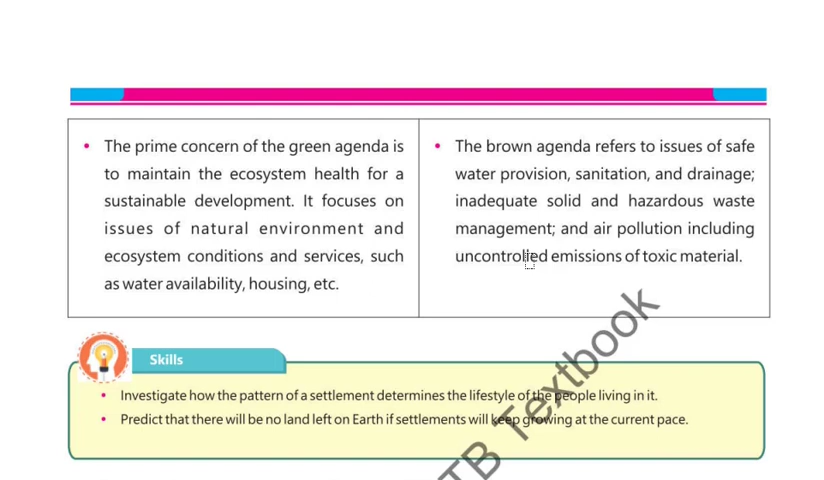 • The prime concern of the green agenda is
to maintain the ecosystem health for a
sustainable development. It focuses on
issues of natural environment and
ecosystem conditions and services, such
as water availability, housing, etc.
• The brown agenda refers to issues of safe
water provision, sanitation, and drainage;
inadequate solid and hazardous waste
management; and air pollution including
uncontrolled emissions of toxic material.
Skills
• Investigate how the pattern of a settlement determines the lifestyle of the people living in it.
• Predict that there will be no land left on Earth if settlements will keep growing at the current pace.
TB Textbook